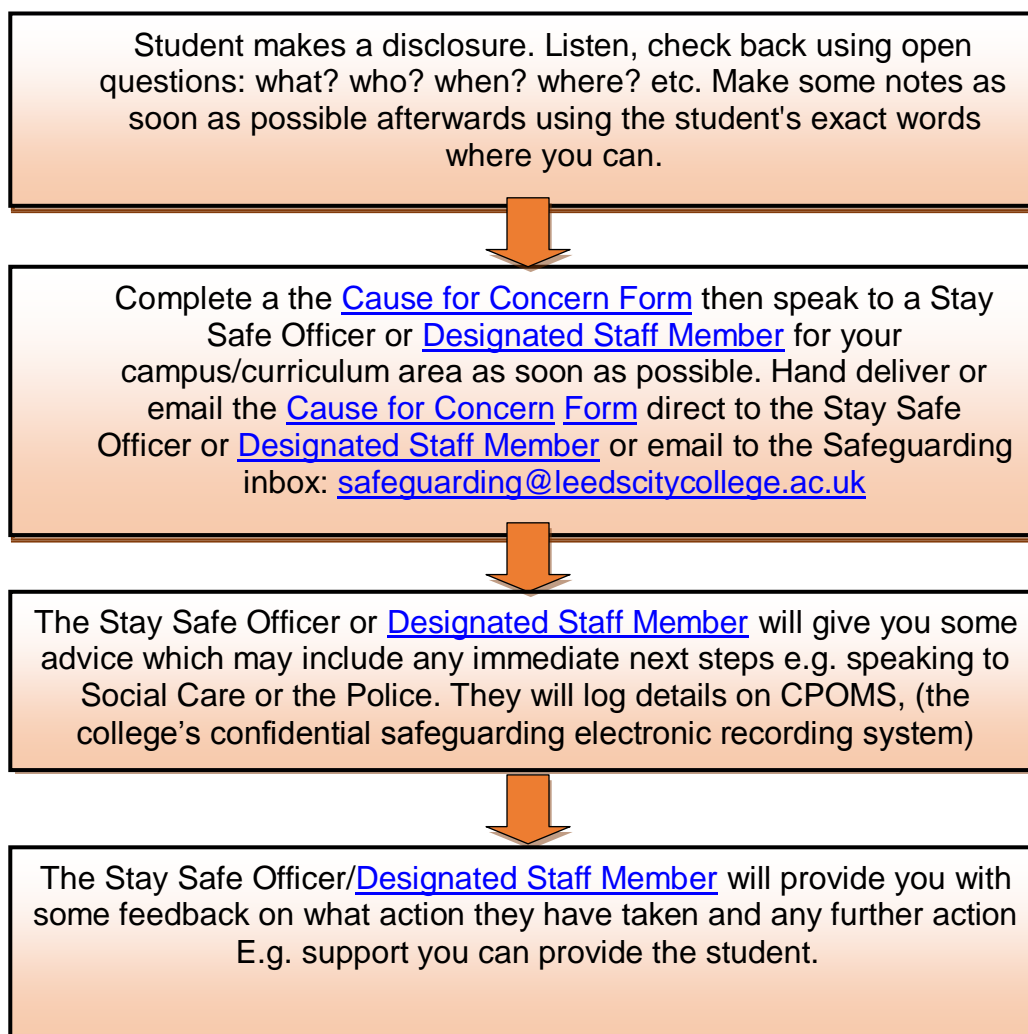 Student makes a disclosure. Listen, check back using open
questions: what? who? when? where? etc. Make some notes as
soon as possible afterwards using the student's exact words
where you can.
Complete a the Cause for Concern Form then speak to a Stay
Safe Officer or Designated Staff Member for your
campus/curriculum area as soon as possible. Hand deliver or
email the Cause for Concern Form direct to the Stay Safe
Officer or Designated Staff Member or email to the Safeguarding
inbox: safeguarding@leedscitycollege.ac.uk
The Stay Safe Officer or Designated Staff Member will give you some
advice which may include any immediate next steps e.g. speaking to
Social Care or the Police. They will log details on CPOMS, (the
college’s confidential safeguarding electronic recording system)
The Stay Safe Officer/Designated Staff Member will provide you with
some feedback on what action they have taken and any further action
E.g. support you can provide the student.